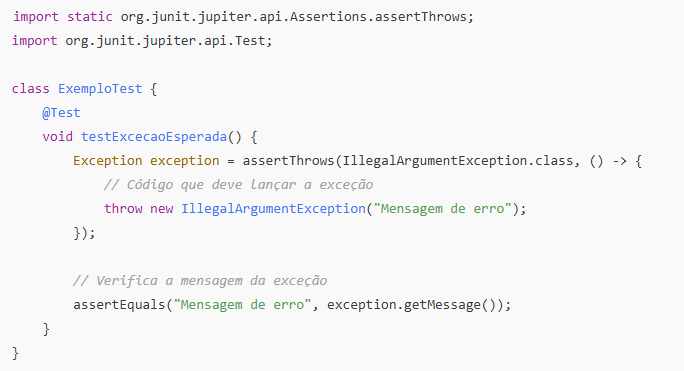 import static org.junit.jupiter.api.Assertions.assertThrows;
import org.junit.jupiter.api.Test;

class ExemploTest {
    @Test
    void testExcecaoEsperada() {
        Exception exception = assertThrows(IllegalArgumentException.class, () -> {
            // Código que deve lançar a exceção
            throw new IllegalArgumentException("Mensagem de erro");
        });

        // Verifica a mensagem da exceção
        assertEquals("Mensagem de erro", exception.getMessage());
    }
}